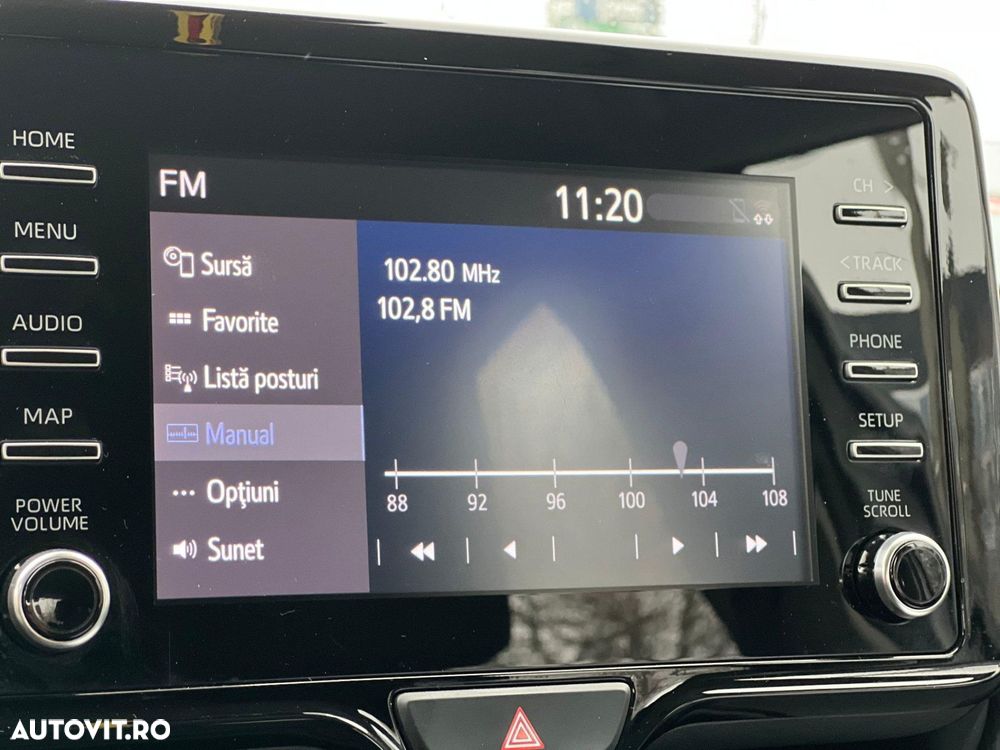 HOME
MENU
AUDIO
MAP
POWER
VOLUME
FM
11:20
Sursă
Favorite
Listă posturi
Manual
Opţiuni
Sunet
102.80 MHz
102,8 FM
88 92 96 100 104 108
CH >
< TRACK
PHONE
SETUP
TUNE
SCROLL
AUTOVIT.RO